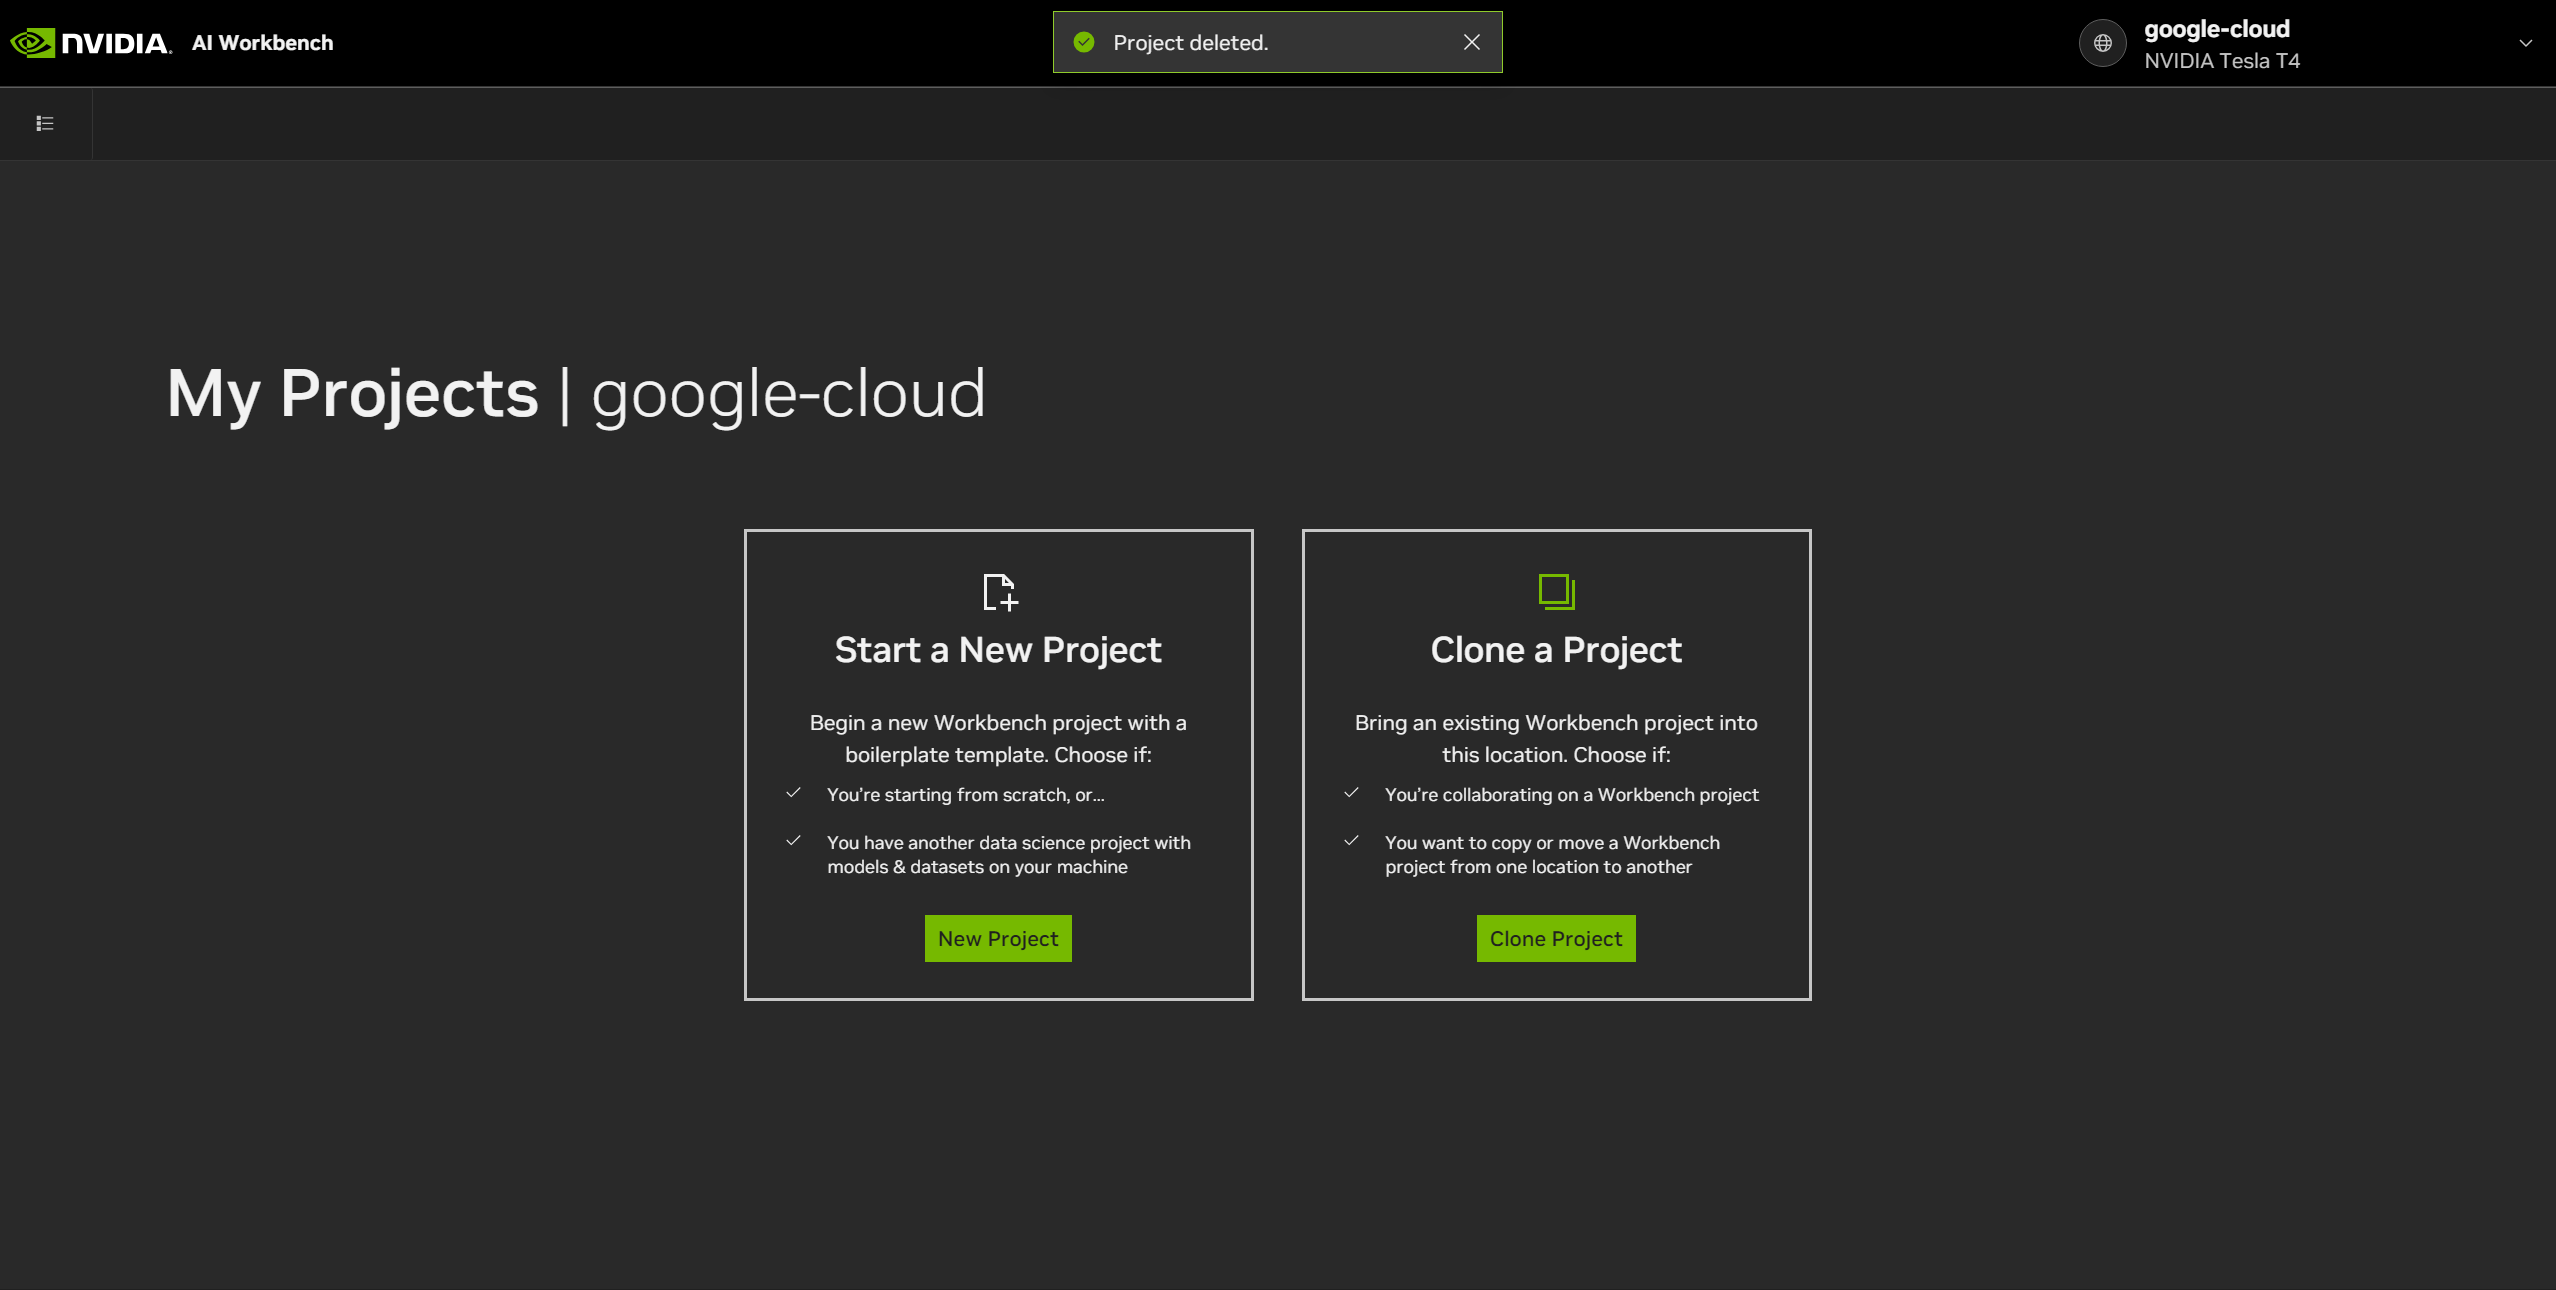 NVIDIA. AI Workbench
Project deleted.
google-cloud
NVIDIA Tesla T4
My Projects | google-cloud
Start a New Project
Begin a new Workbench project with a
boilerplate template. Choose if:
You're starting from scratch, or...
You have another data science project with
models & datasets on your machine
New Project
Clone a Project
Bring an existing Workbench project into
this location. Choose if:
You're collaborating on a Workbench project
You want to copy or move a Workbench
project from one location to another
Clone Project